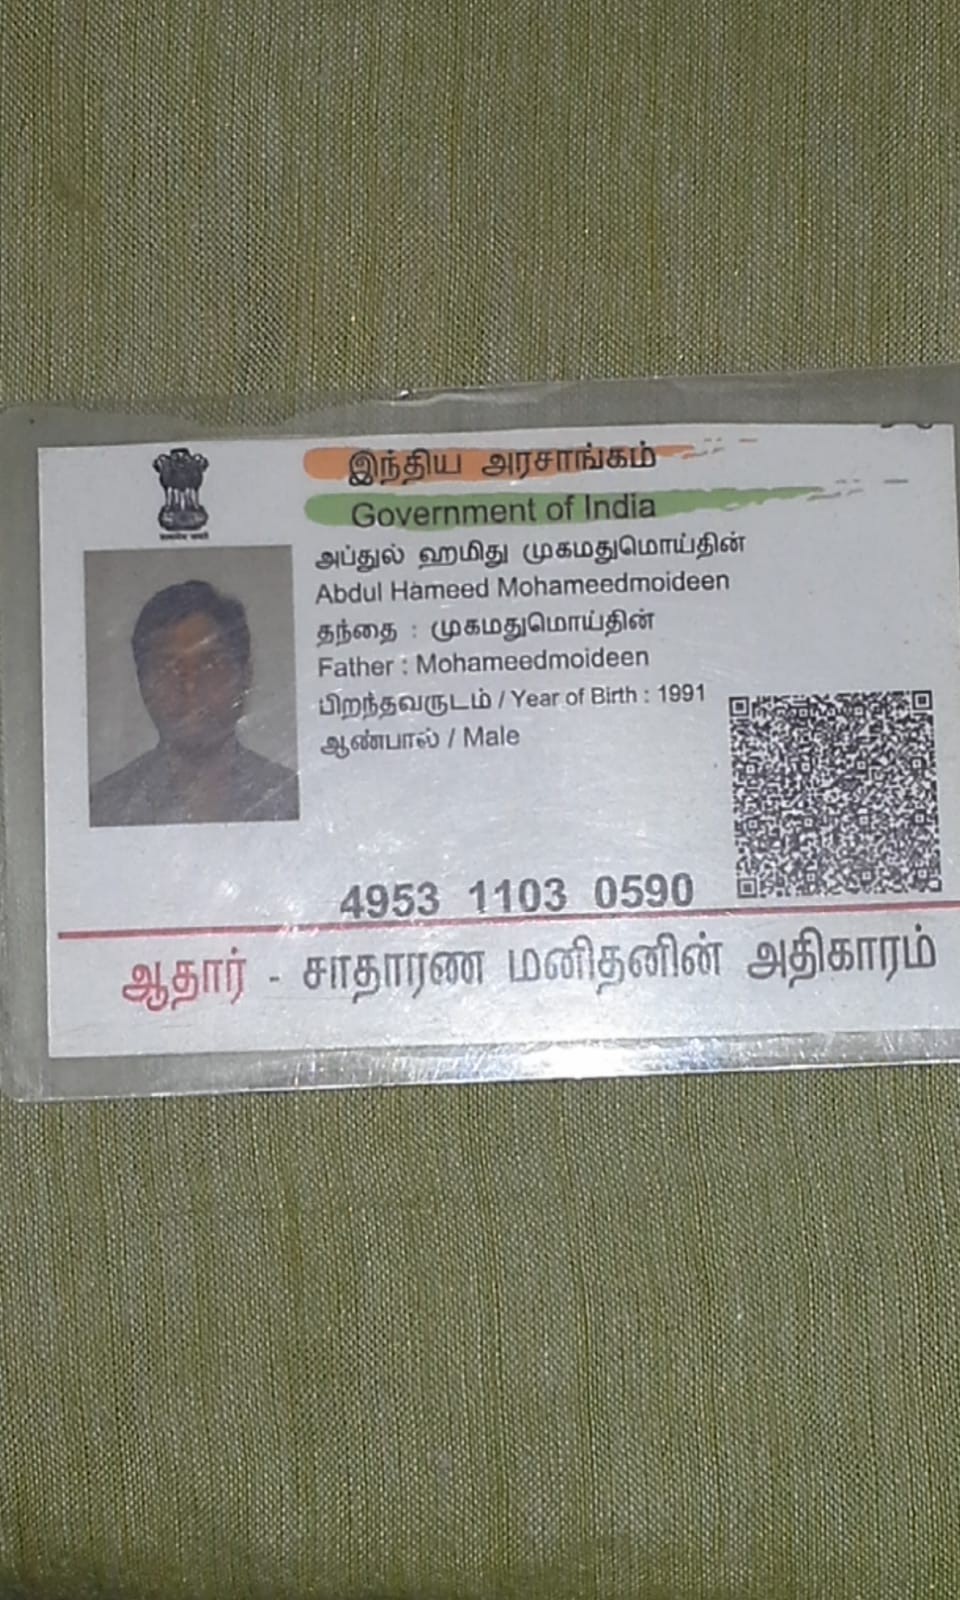 இந்திய அரசாங்கம்
Government of India
அப்துல் ஹமிது முகமதுமொய்தின்
Abdul Hameed Mohameedmoideen
தந்தை : முகமதுமொய்தின்
Father : Mohameedmoideen
பிறந்தவருடம் / Year of Birth : 1991
ஆண்பால் / Male
4953 1103 0590
ஆதார் - சாதாரண மனிதனின் அதிகாரம்